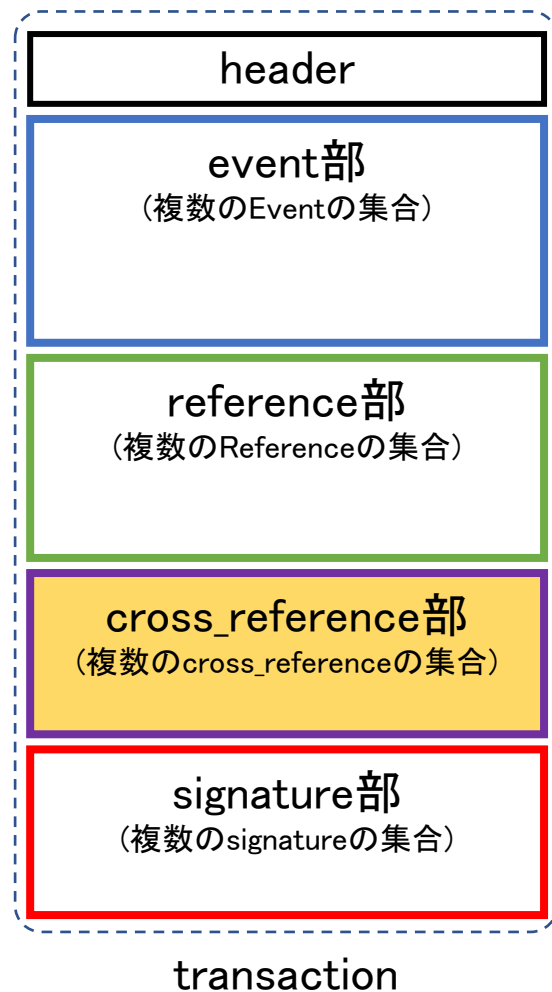 header
event部
(複数のEventの集合)
reference部
(複数のReferenceの集合)
cross_reference部
(複数のcross_referenceの集合)
signature部
(複数のsignatureの集合)
transaction